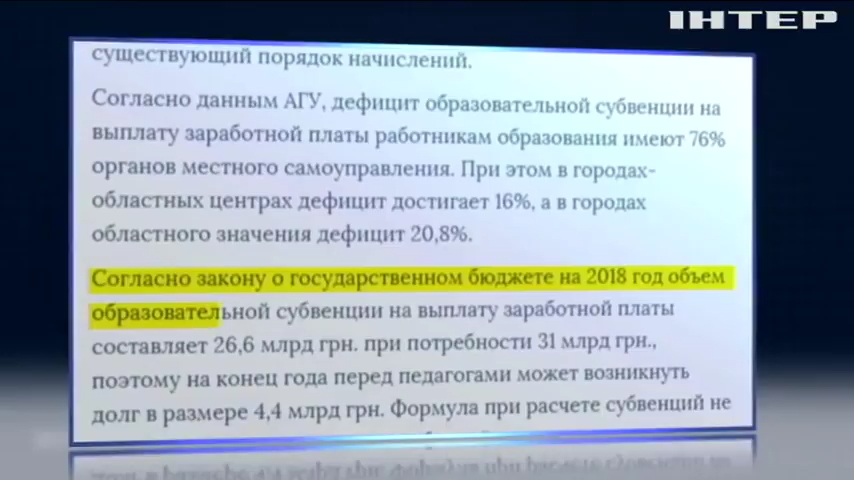 ІНТЕР
существующий порядок начислений.
Согласно данным АГУ, дефицит образовательной субвенции на
выплату заработной платы работникам образования имеют 76%
органов местного самоуправления. При этом в городах-
областных центрах дефицит достигает 16%, а в городах
областного значения дефицит 20,8%.
Согласно закону о государственном бюджете на 2018 год объем
образовательной субвенции на выплату заработной платы
составляет 26,6 млрд грн. при потребности 31 млрд грн.,
поэтому на конец года перед педагогами может возникнуть
долг в размере 4,4 млрд грн. Формула при расчете субвенций не